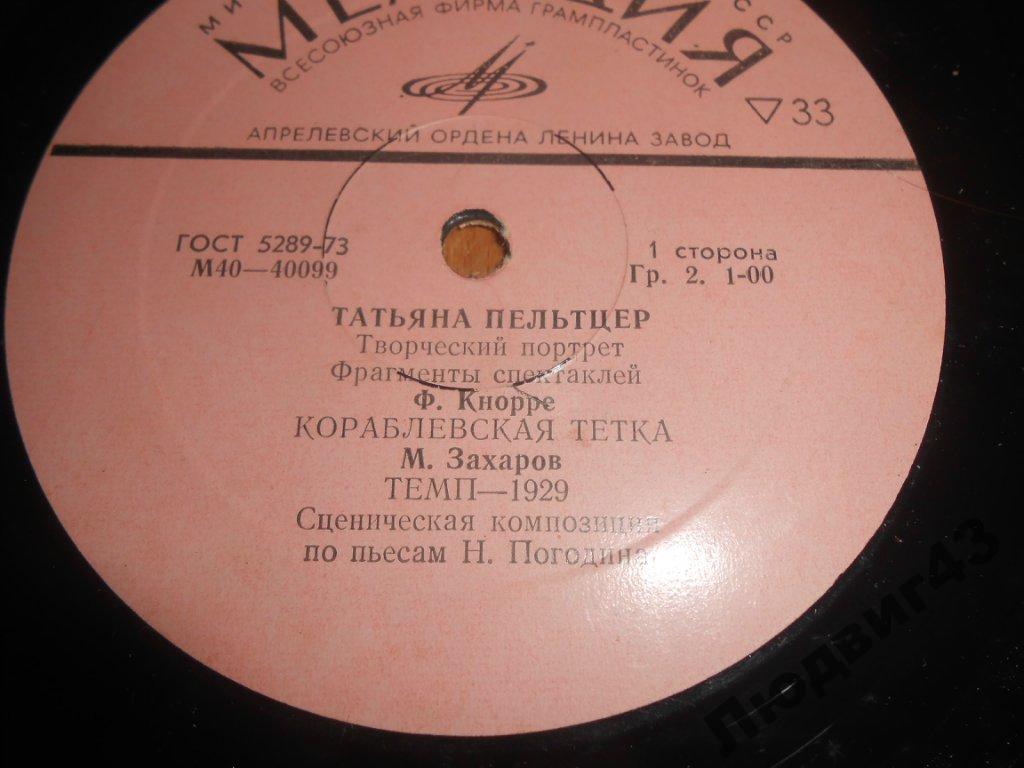 МЕЛОДИЯ
ВСЕСОЮЗНАЯ ФИРМА ГРАМПЛАСТИНОК
▽ 33
АПРЕЛЕВСКИЙ ОРДЕНА ЛЕНИНА ЗАВОД
ГОСТ 5289-73
М40—40099
1 сторона
Гр. 2. 1-00
ТАТЬЯНА ПЕЛЬТЦЕР
Творческий портрет
Фрагменты спектаклей
Ф. Кнорре
КОРАБЛЕВСКАЯ ТЕТКА
М. Захаров
ТЕМП—1929
Сценическая композиция
по пьесам Н. Погодина
Людвиг43